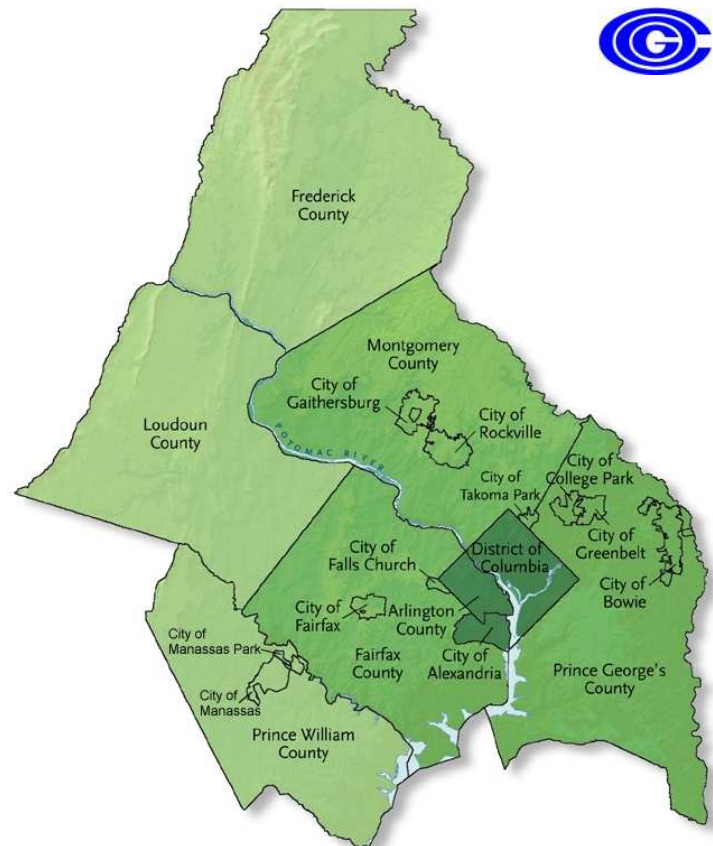 COG
Frederick
County
Montgomery
County
City of
Gaithersburg
City of
Rockville
Loudoun
County
POTOMAC RIVER
City of
Takoma Park
City of
College Park
City of
Greenbelt
City of
Bowie
District of
Columbia
City of
Falls Church
City of
Fairfax
Arlington
County
City of
Alexandria
Fairfax
County
Prince George's
County
City of
Manassas Park
City of
Manassas
Prince William
County